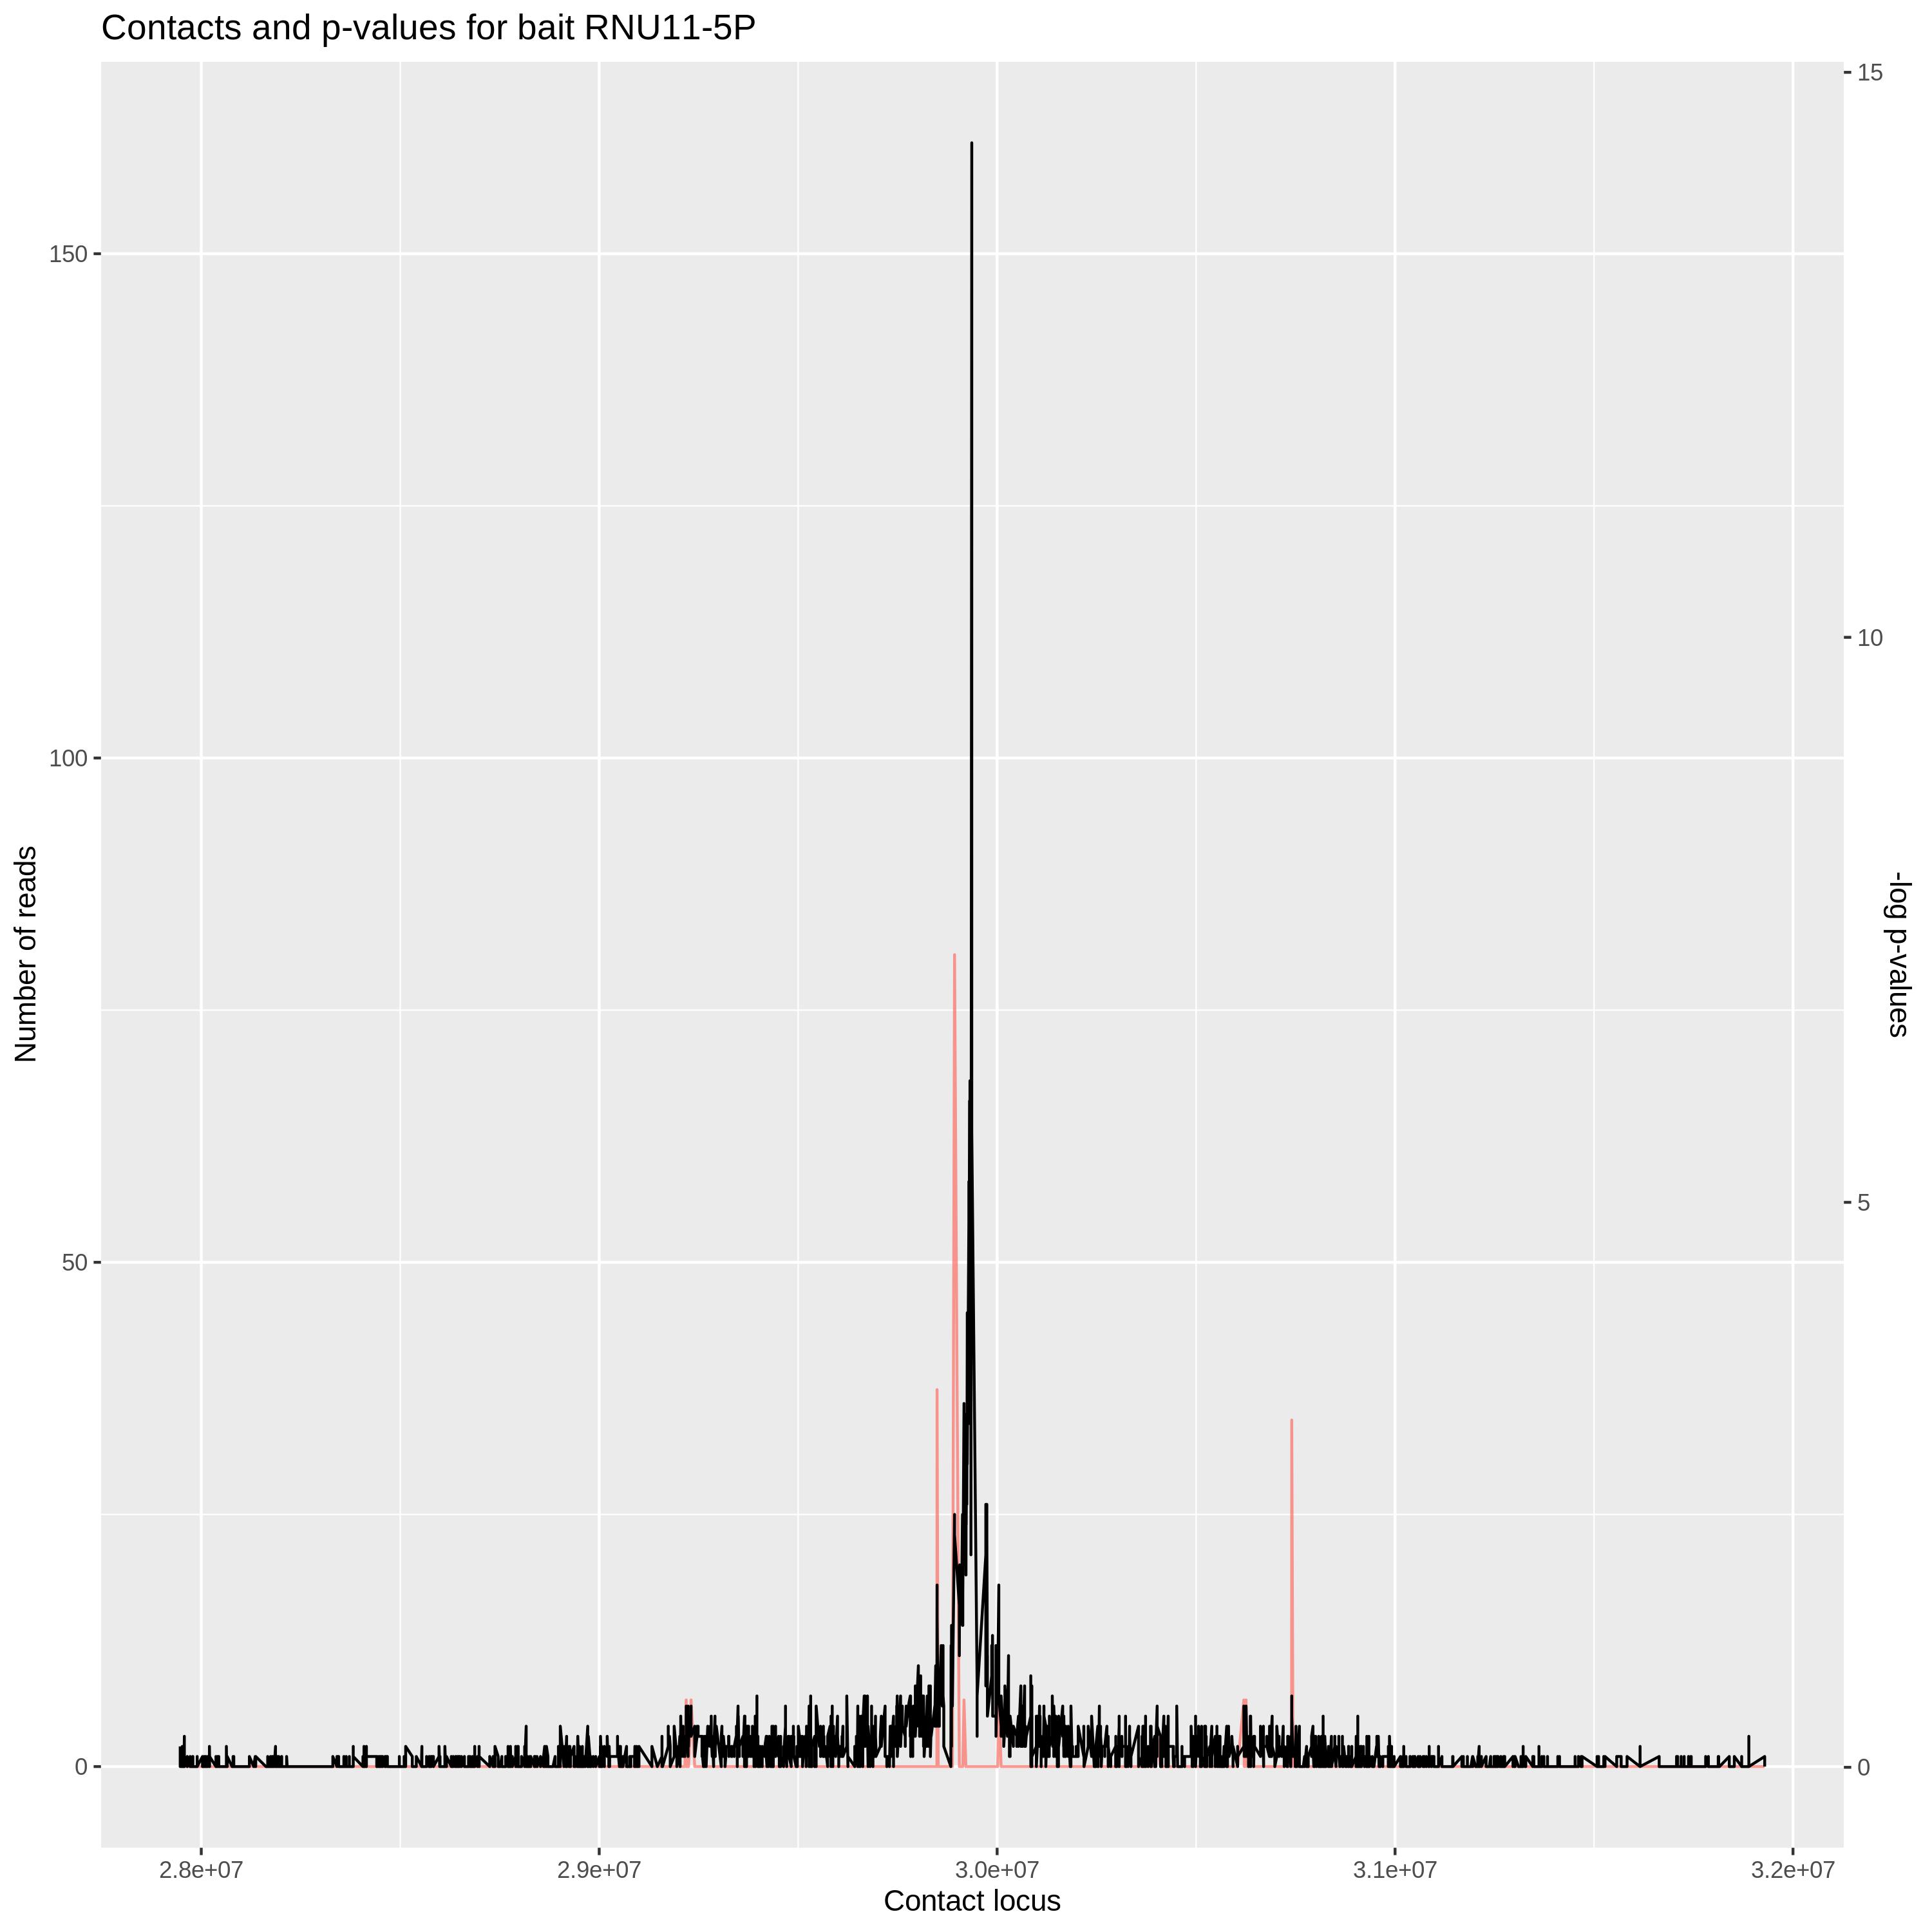 Contacts and p-values for bait RNU11-5P
15
150
10
100
Number of reads
-log p-values
5
50
0
0
2.8e+07 2.9e+07 3.0e+07 3.1e+07 3.2e+07
Contact locus